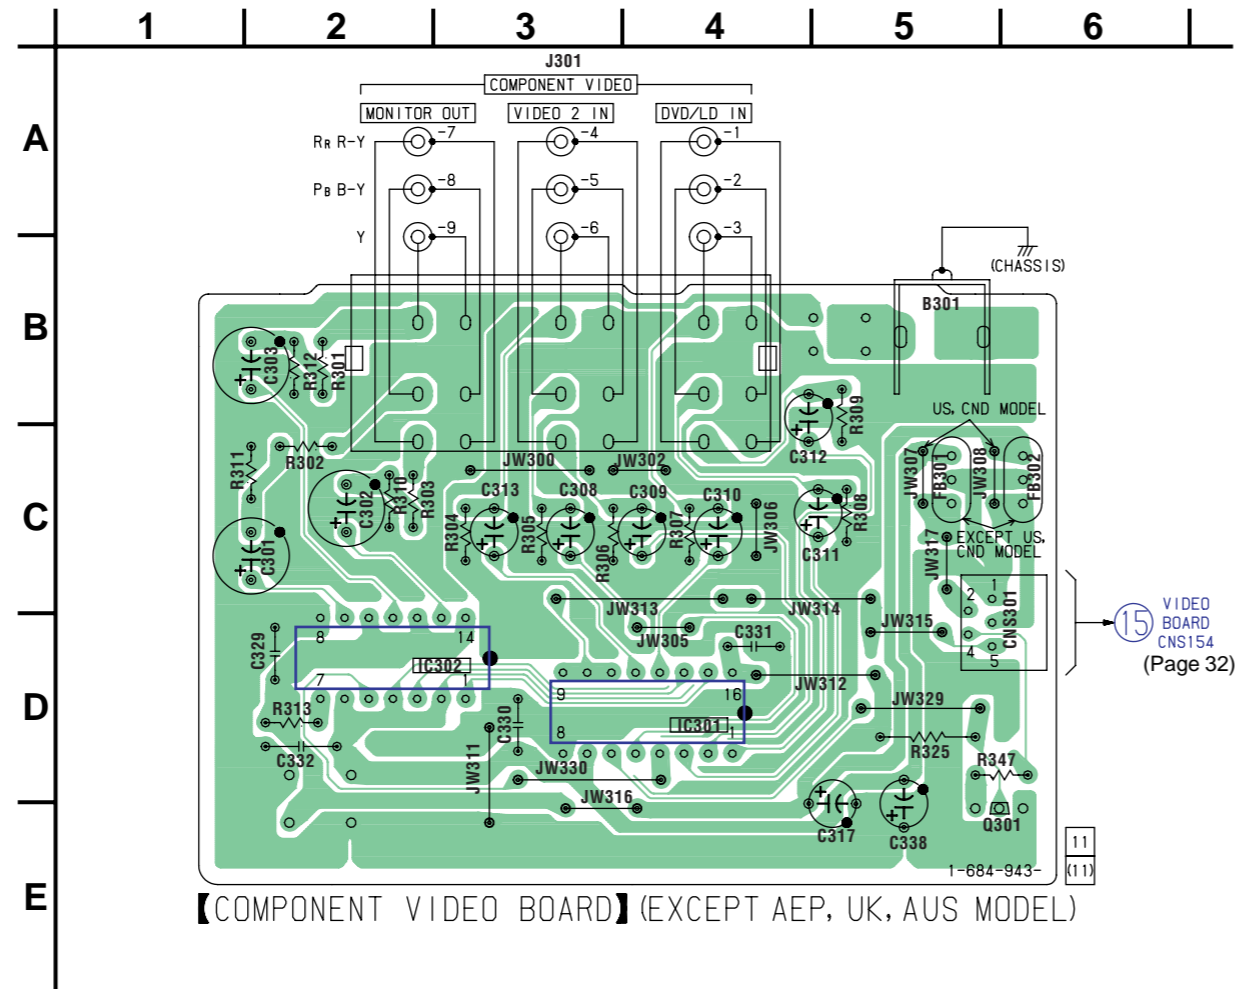 1 2 3 4 5 6
J301
COMPONENT VIDEO
MONITOR OUT VIDEO 2 IN DVD/LD IN
A
RR R-Y -7 -4 -1
PB B-Y -8 -5 -2
Y -9 -6 -3
(CHASSIS)
B
B301
C303 R312 R301
R309
US, CND MODEL
C312
R311 R302
JW300 JW302
JW307 FB301 JW308 FB302
C
C302 R310 R303
C313 C308 C309 C310
R304 R305 R306 R307 JW306
C311 R308
C301
EXCEPT US,
CND MODEL
JW317
JW313 JW314
2 1
CNS301
4 5
15 VIDEO
BOARD
CNS154
(Page 32)
JW305 JW315
C329
8 14
IC302
7 1
C331
JW312
D
9 16
IC301
8 1
JW329
R313
C330
R325
C332
JW311
JW330
R347
JW316
C317 C338 Q301
11
1-684-943- (11)
E
【COMPONENT VIDEO BOARD】(EXCEPT AEP, UK, AUS MODEL)